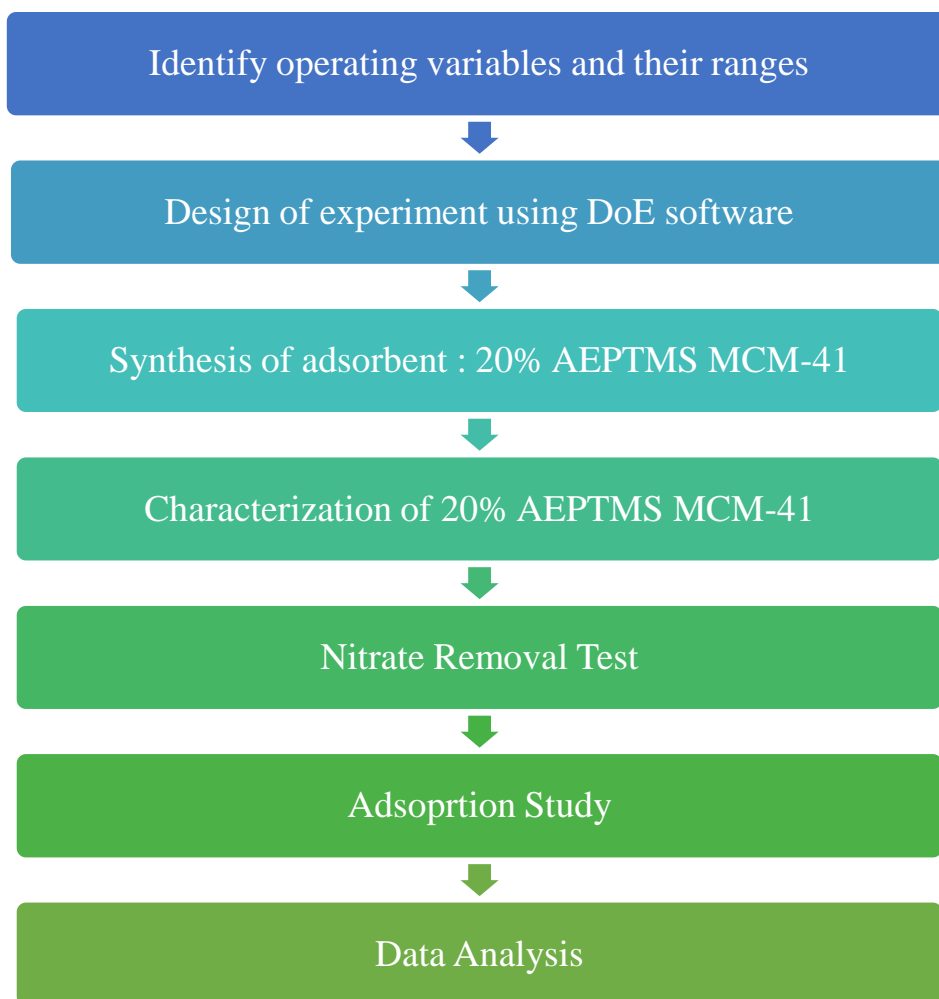 Identify operating variables and their ranges
Design of experiment using DoE software
Synthesis of adsorbent : 20% AEPTMS MCM-41
Characterization of 20% AEPTMS MCM-41
Nitrate Removal Test
Adsoprtion Study
Data Analysis